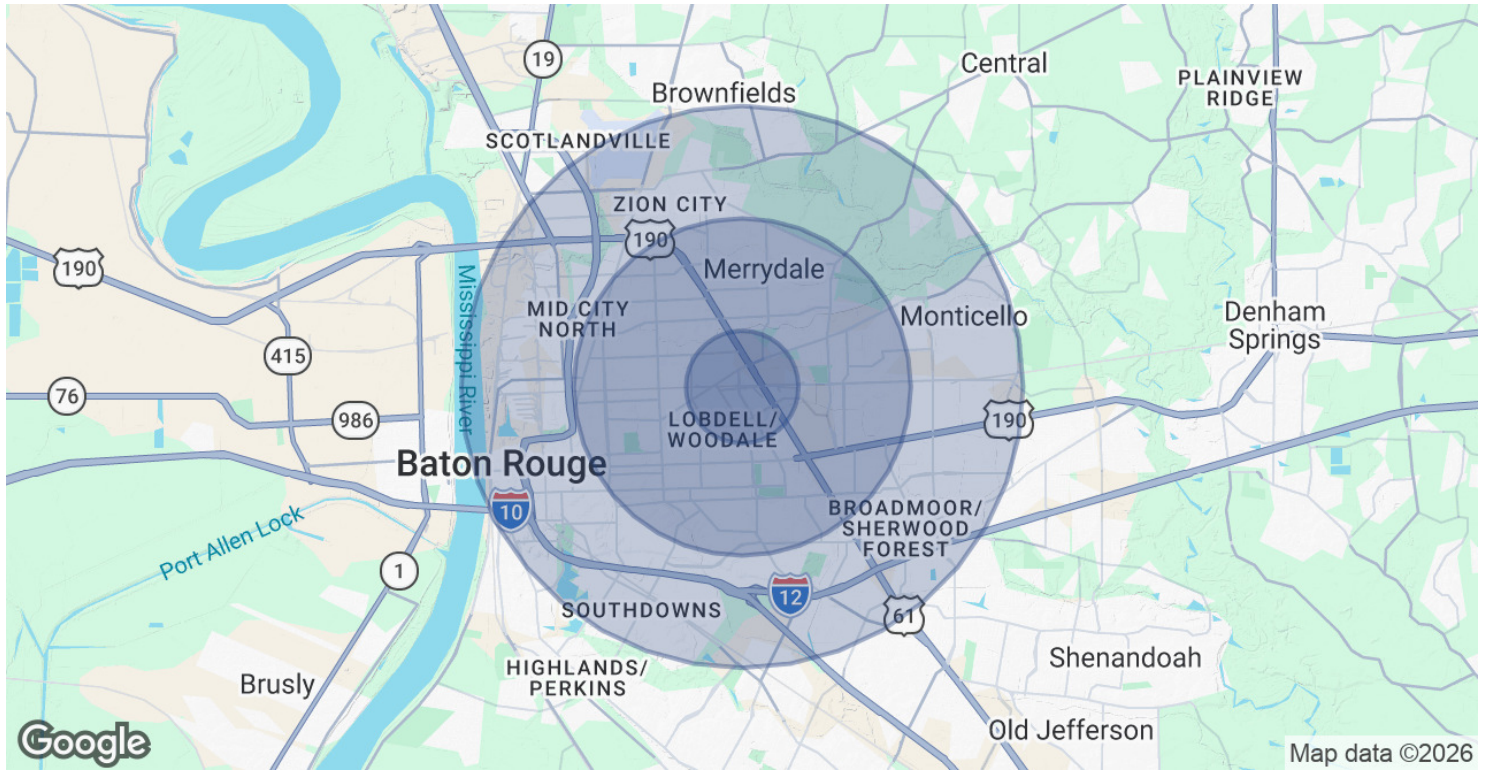 19
Central
Brownfields
PLAINVIEW
RIDGE
SCOTLANDVILLE
ZION CITY
190
190
Merrydale
Mississippi River
MID CITY
NORTH
Monticello
Denham
Springs
415
76
986
LOBDELL/
WOODALE
190
Baton Rouge
10
BROADMOOR/
SHERWOOD
FOREST
Port Allen Lock
1
12
SOUTHDOWNS
61
HIGHLANDS/
PERKINS
Shenandoah
Brusly
Old Jefferson
Google
Map data ©2026